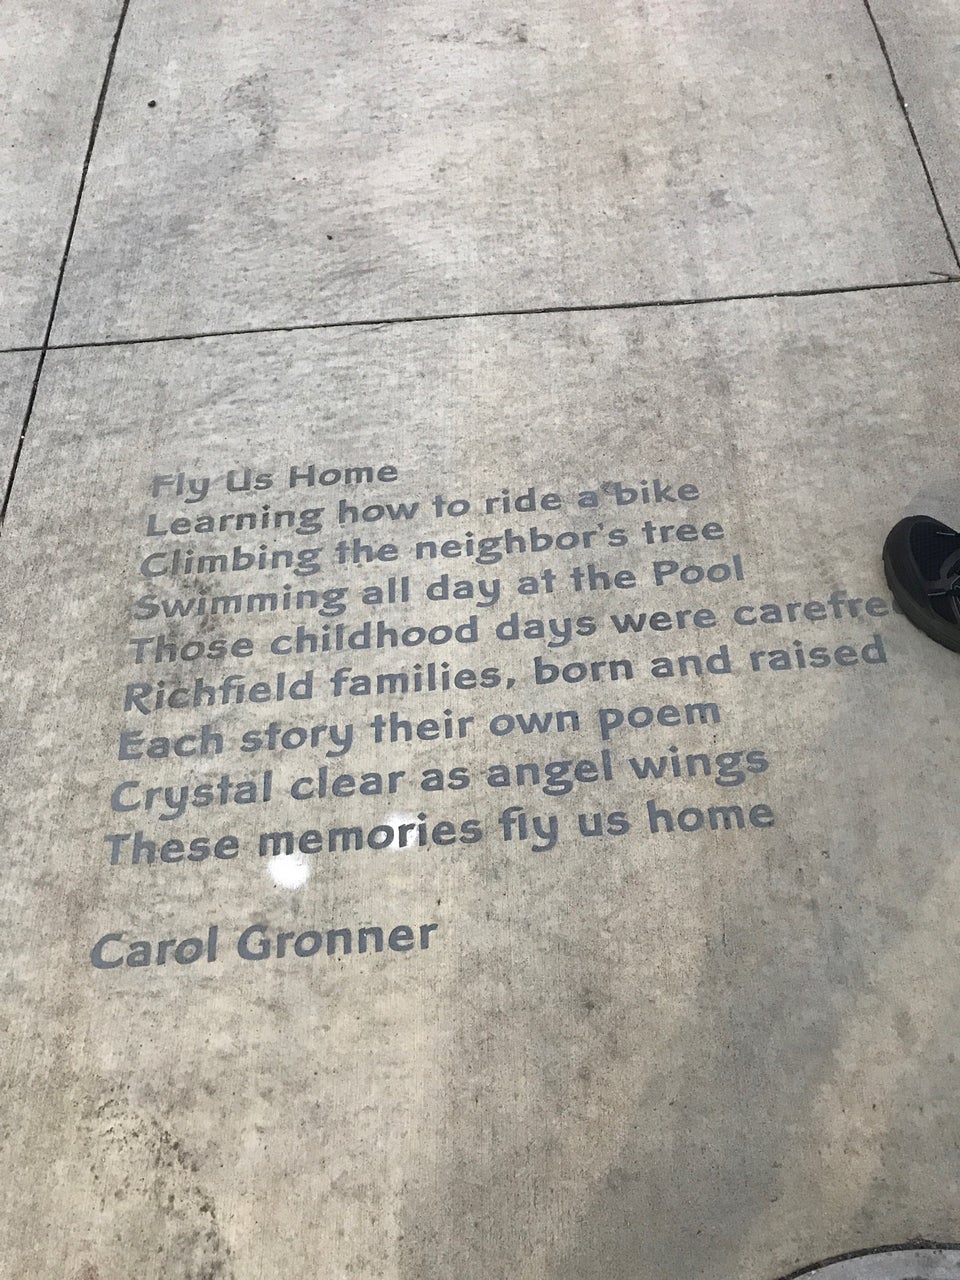 Fly Us Home
Learning how to ride a bike
Climbing the neighbor's tree
Swimming all day at the Pool
Those childhood days were carefre
Richfield families, born and raised
Each story their own poem
Crystal clear as angel wings
These memories fly us home
Carol Gronner